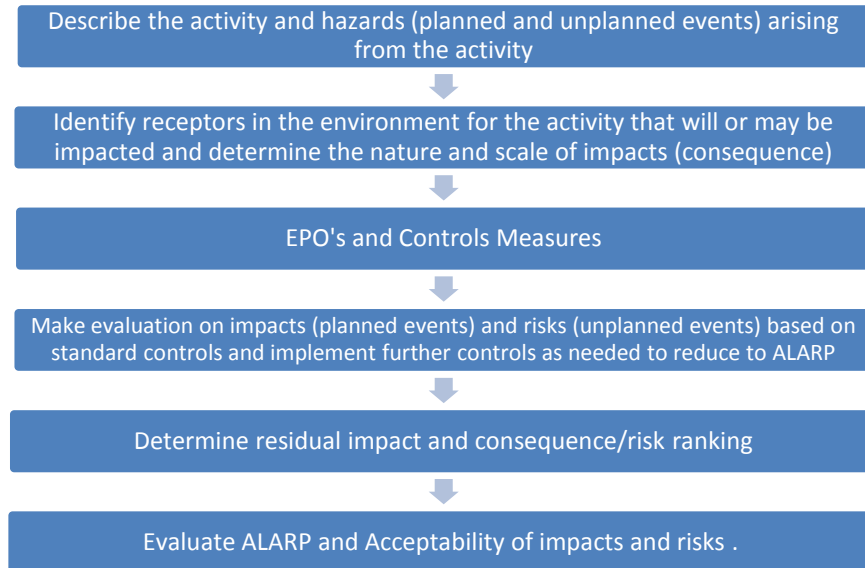 Describe the activity and hazards (planned and unplanned events) arising
from the activity
Identify receptors in the environment for the activity that will or may be
impacted and determine the nature and scale of impacts (consequence)
EPO's and Controls Measures
Make evaluation on impacts (planned events) and risks (unplanned events) based on
standard controls and implement further controls as needed to reduce to ALARP
Determine residual impact and consequence/risk ranking
Evaluate ALARP and Acceptability of impacts and risks .